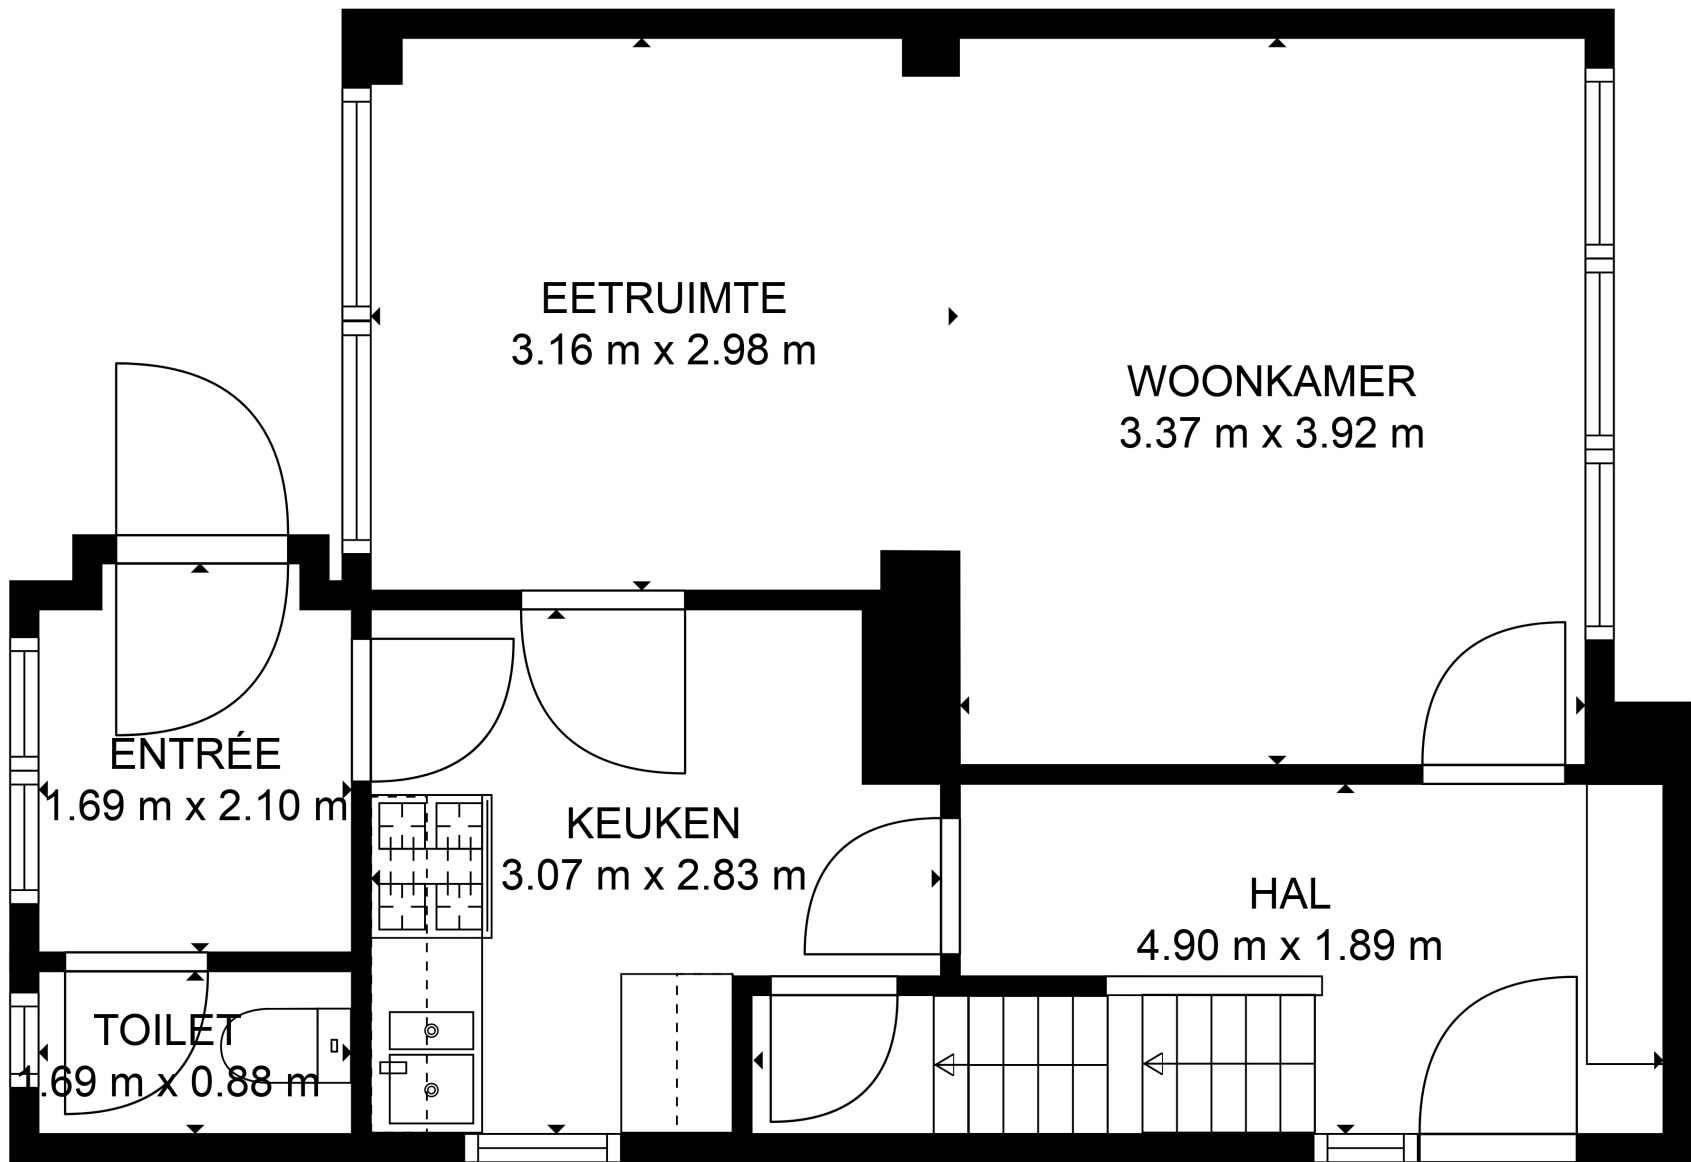 EETRUIMTE
3.16 m x 2.98 m
WOONKAMER
3.37 m x 3.92 m
ENTRÉE
1.69 m x 2.10 m
KEUKEN
3.07 m x 2.83 m
HAL
4.90 m x 1.89 m
TOILET
1.69 m x 0.88 m